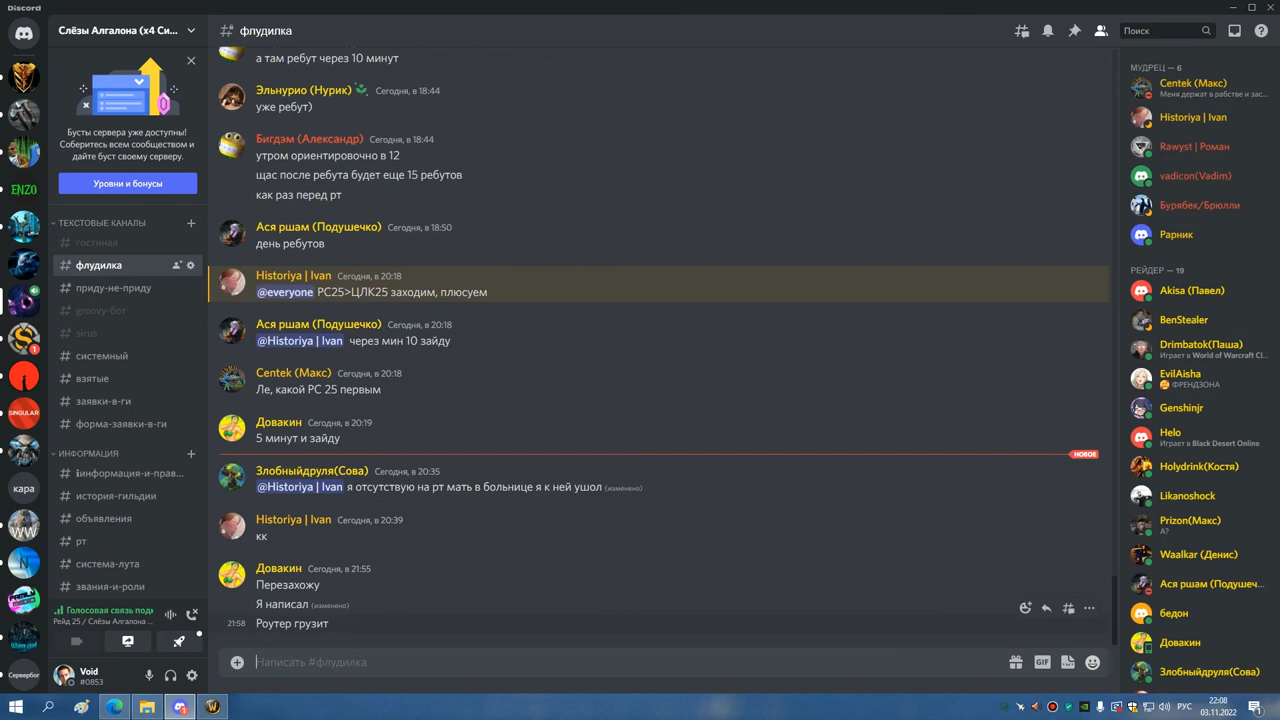 Discord
Слёзы Алгалона (x4 Си...
флудилка
Поиск
Бусты сервера уже доступны!
Соберитесь всем сообществом и
дайте буст своему серверу.
Уровни и бонусы
ТЕКСТОВЫЕ КАНАЛЫ
гостиная
флудилка
приду-не-приду
groovy-бот
sirus
системный
взятые
заявки-в-ги
форма-заявки-в-ги
ИНФОРМАЦИЯ
информация-и-прав...
история-гильдии
объявления
рт
система-лута
звания-и-роли
Голосовая связь подк
Рейд 25 / Слёзы Алгалона ...
Void
#0853
ENZO
SINGULAR
кара
WW
N
Сервербог
1
а там ребут через 10 минут
Эльнурио (Нурик) Сегодня, в 18:44
уже ребут)
Бигдэм (Александр) Сегодня, в 18:44
утром ориентировочно в 12
щас после ребута будет еще 15 ребутов
как раз перед рт
Ася ршам (Подушечко) Сегодня, в 18:50
день ребутов
Historiya | Ivan Сегодня, в 20:18
@everyone РС25>ЦЛК25 заходим, плюсуем
Ася ршам (Подушечко) Сегодня, в 20:18
@Historiya | Ivan через мин 10 зайду
Centek (Макс) Сегодня, в 20:18
Ле, какой РС 25 первым
Довакин Сегодня, в 20:19
5 минут и зайду
НОВОЕ
Злобныйдруля(Сова) Сегодня, в 20:35
@Historiya | Ivan я отсутствую на рт мать в больнице я к ней ушол (изменено)
Historiya | Ivan Сегодня, в 20:39
кк
Довакин Сегодня, в 21:55
Перезахожу
Я написал (изменено)
21:58 Роутер грузит
Написать #флудилка
GIF
МУДРЕЦ — 6
Centek (Макс)
Меня держат в рабстве и зас...
Historiya | Ivan
Rawyst | Роман
vadicon(Vadim)
Бурябек/Брюлли
Рарник
РЕЙДЕР — 19
Akisa (Павел)
BenStealer
Drimbatok(Паша)
Играет в World of Warcraft Cl...
EvilAisha
ФРЕНДЗОНА
Genshinjr
Helo
Играет в Black Desert Online
Holydrink(Костя)
Likanoshock
Prizon(Макс)
А?
Waalkar (Денис)
Ася ршам (Подушеч...
бедон
Довакин
Злобныйдруля(Сова)
РУС
22:08
03.11.2022
1